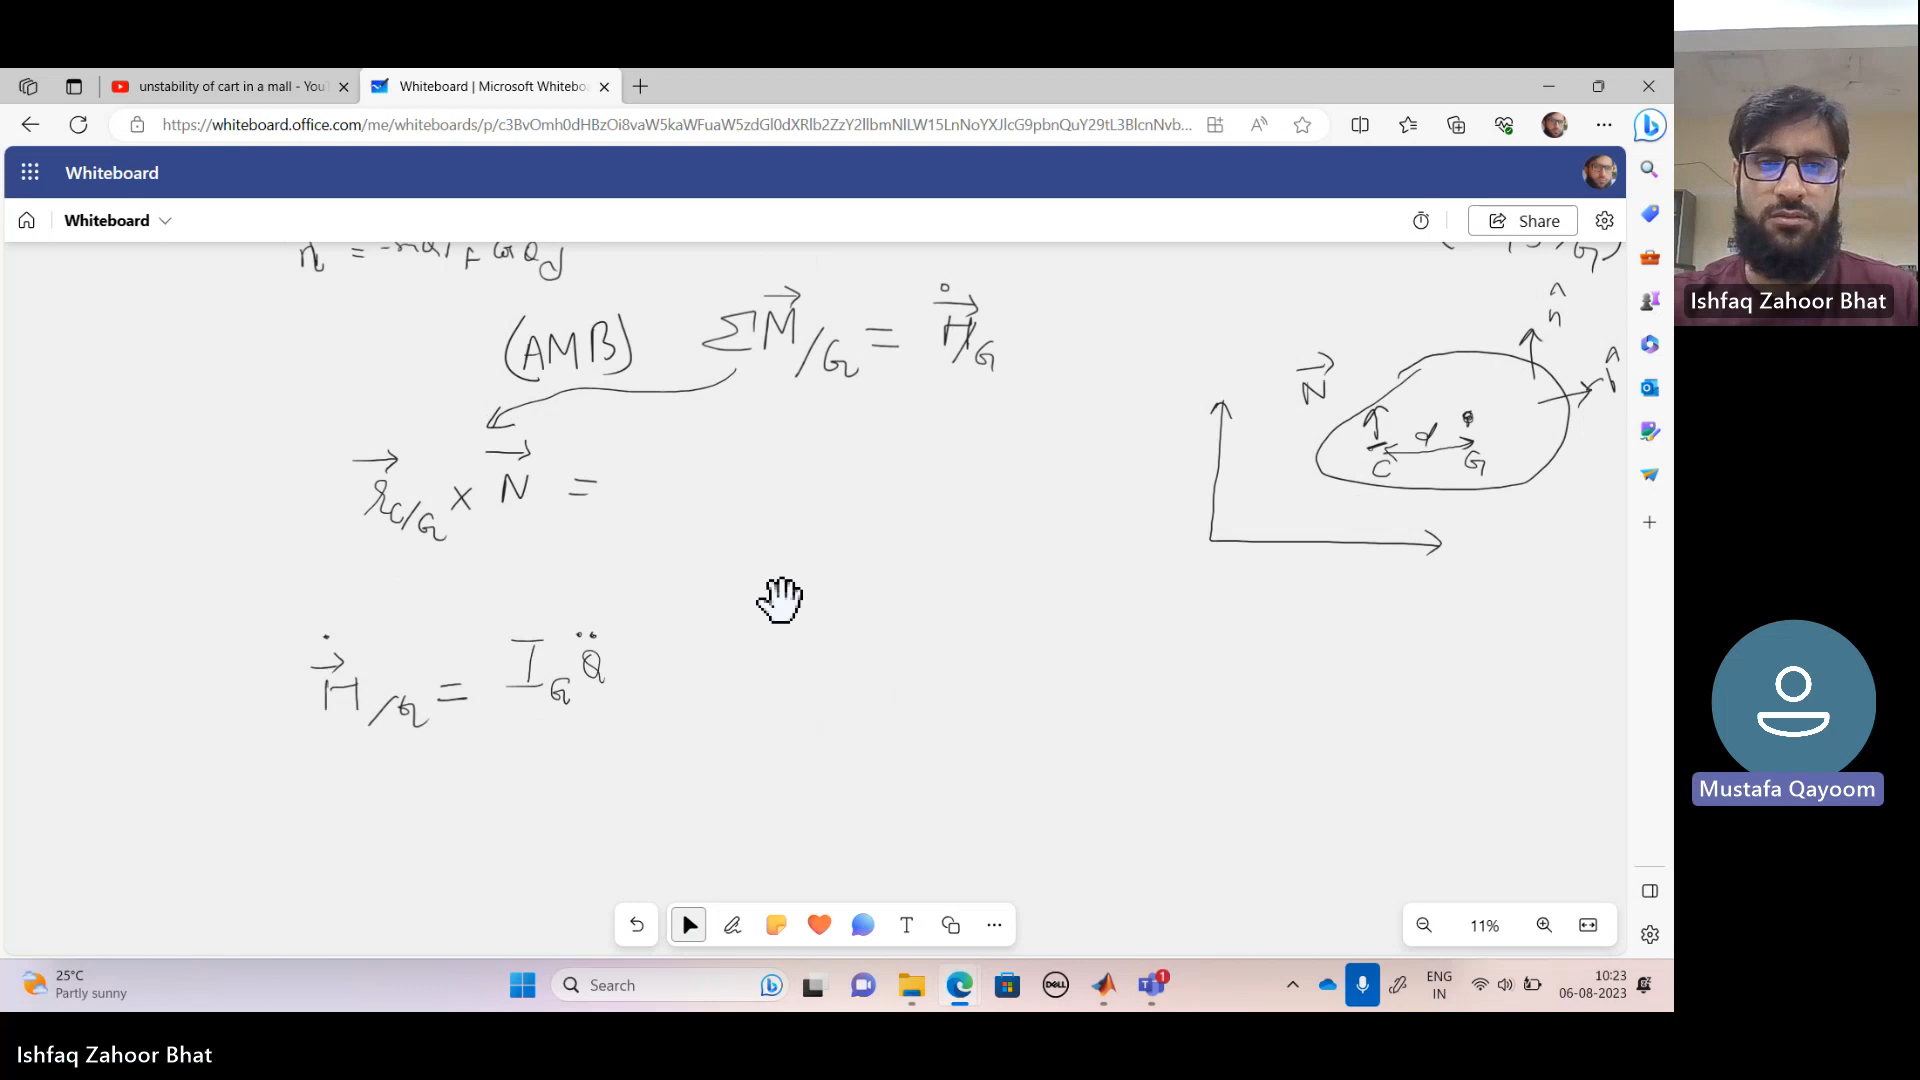 unstability of cart in a mall - You
Whiteboard | Microsoft Whitebo
https://whiteboard.office.com/me/whiteboards/p/c3BvOmh0dHBzOi8vaW5kaWFuaW5zdGl0dXRlb2ZzY2llbmNlLW15LnNoYXJlcG9pbnQuY29tL3BlcnNvb...
Whiteboard
Whiteboard
Share
(AMB) ΣM⃗/G = Ḣ⃗/G
r⃗C/G × N⃗ =
Ḣ⃗/G = I_G θ̈
N⃗
n̂
C
d
G
11%
25°C
Partly sunny
Search
DELL
1
ENG
IN
10:23
06-08-2023
Ishfaq Zahoor Bhat
Mustafa Qayoom
Ishfaq Zahoor Bhat